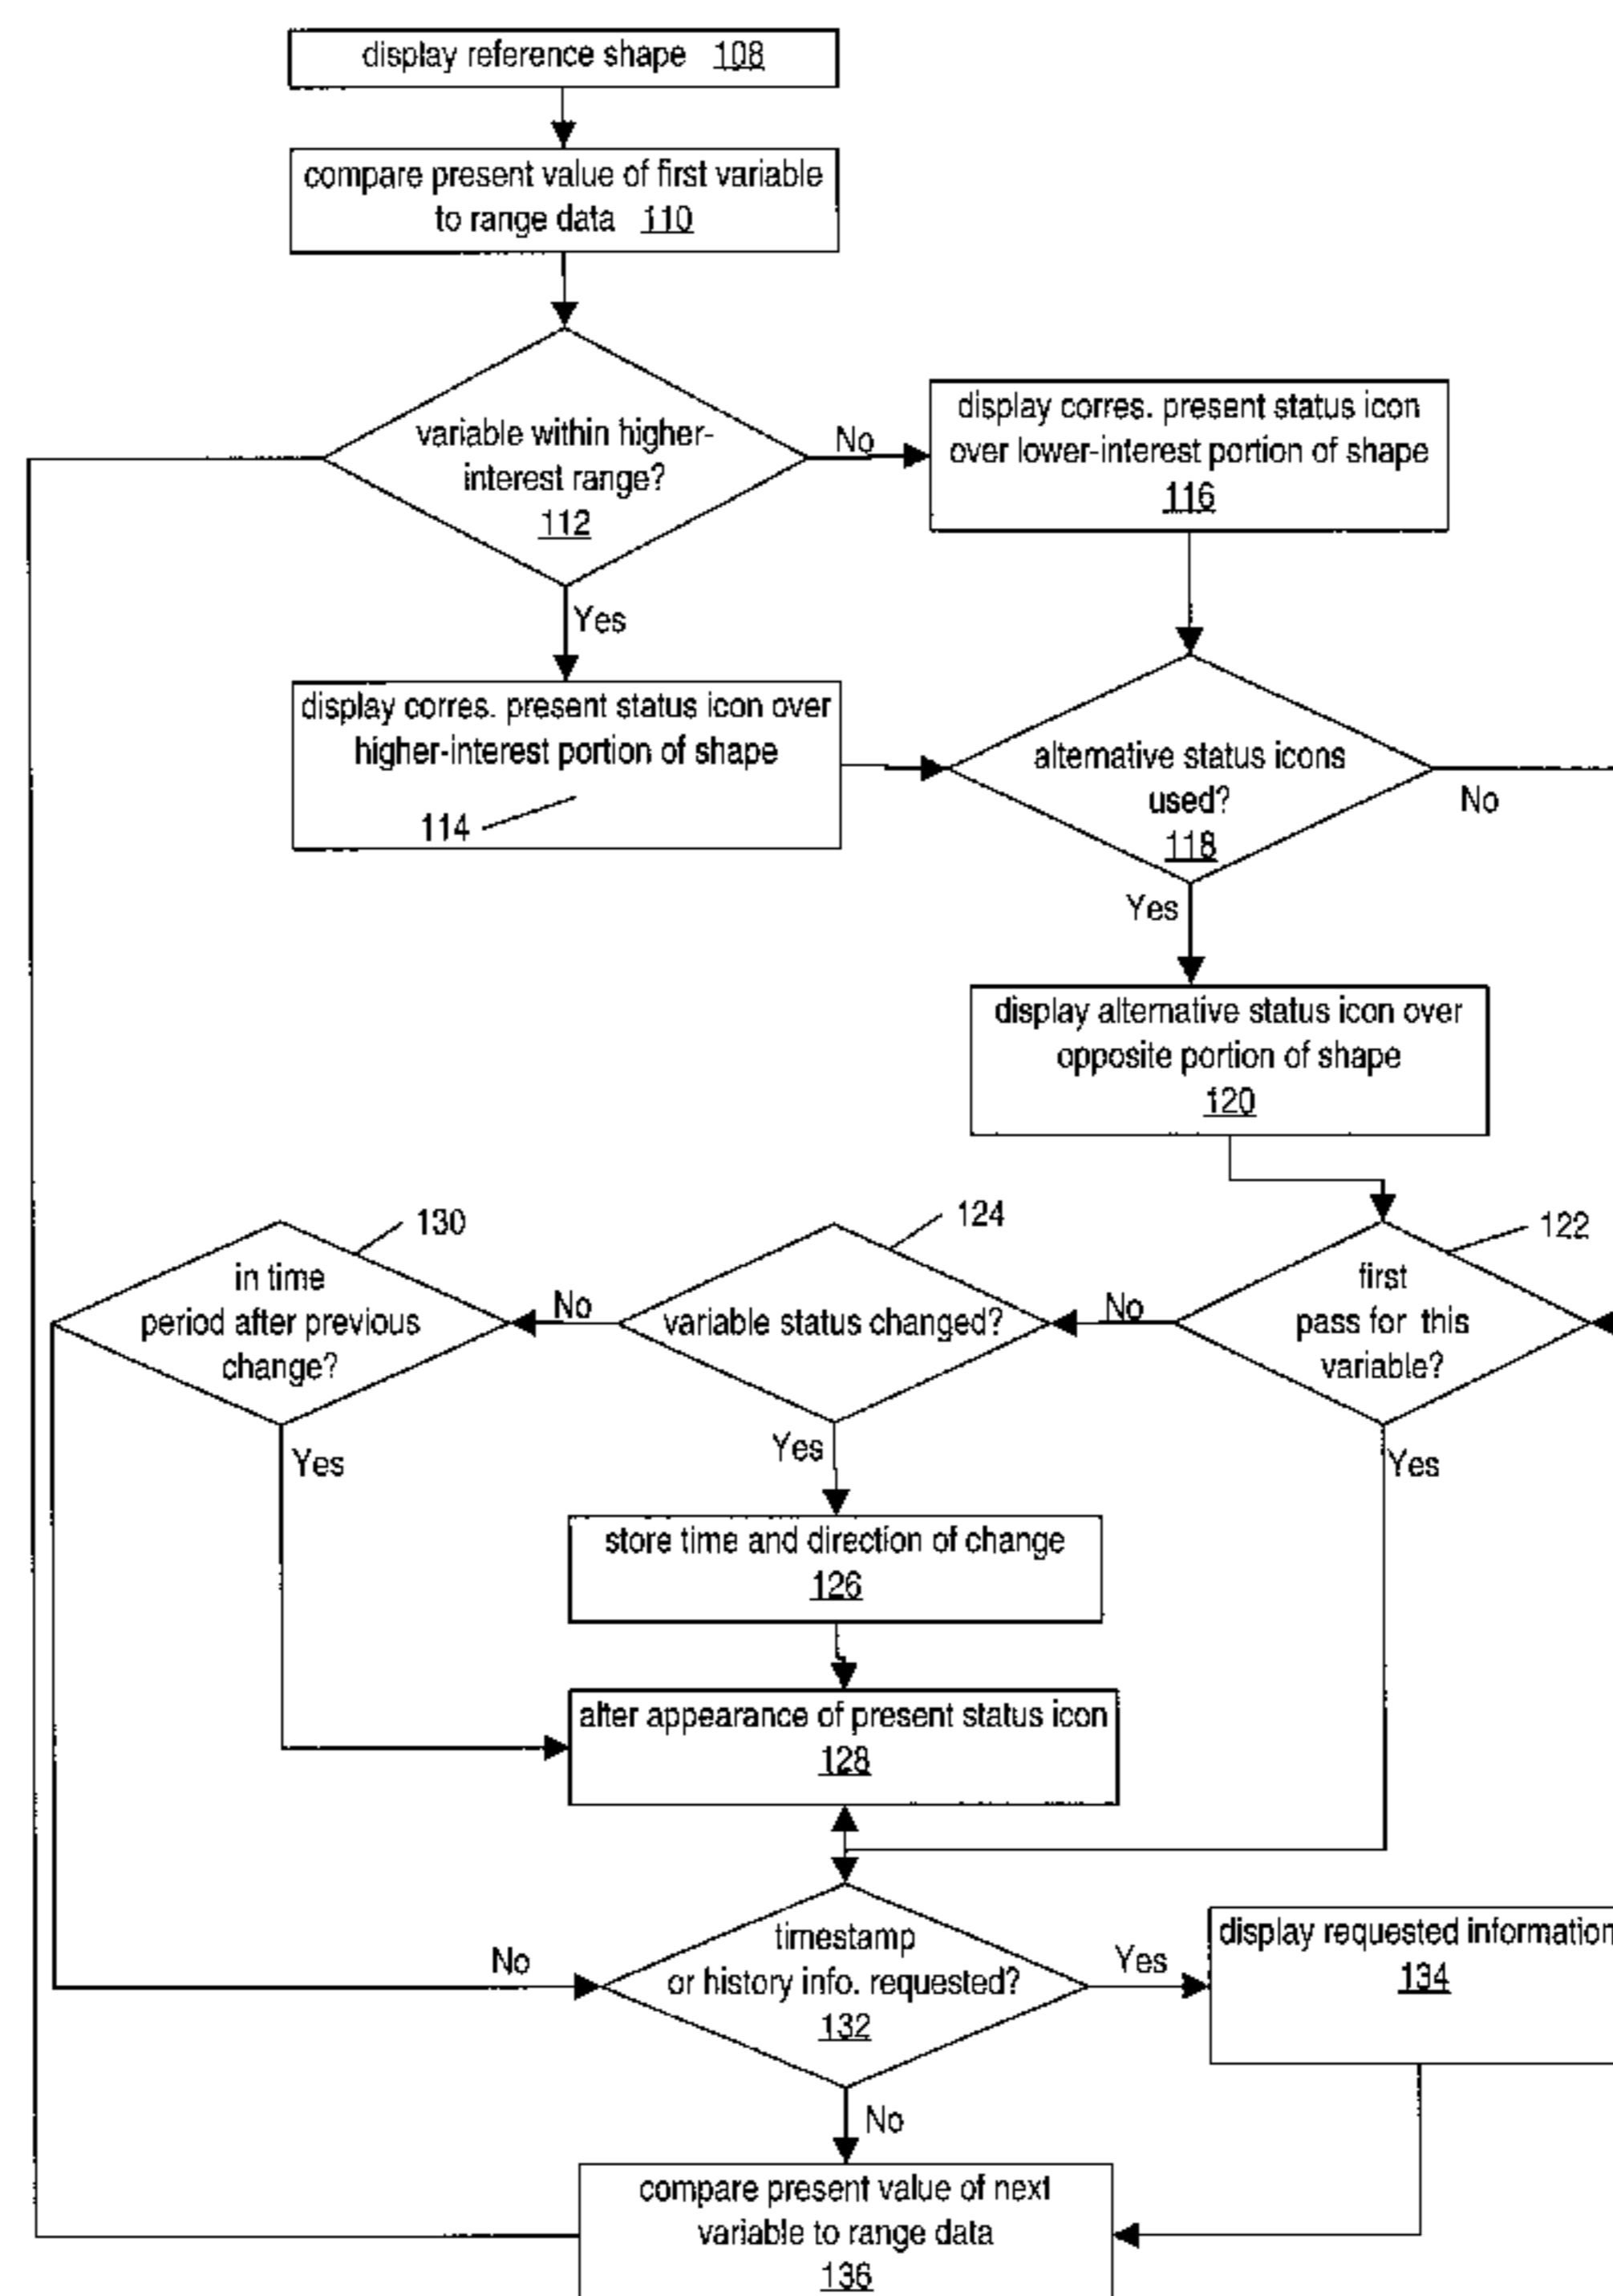 display reference shape 108
compare present value of first variable
to range data 110
variable within higher-
interest range?
112
No
display corres. present status icon
over lower-interest portion of shape
116
Yes
display corres. present status icon over
higher-interest portion of shape
114
alternative status icons
used?
118
No
Yes
display alternative status icon over
opposite portion of shape
120
130
in time
period after previous
change?
No
124
variable status changed?
No
122
first
pass for this
variable?
Yes
Yes
Yes
store time and direction of change
126
alter appearance of present status icon
128
No
timestamp
or history info. requested?
132
Yes
display requested information
134
No
compare present value of next
variable to range data
136